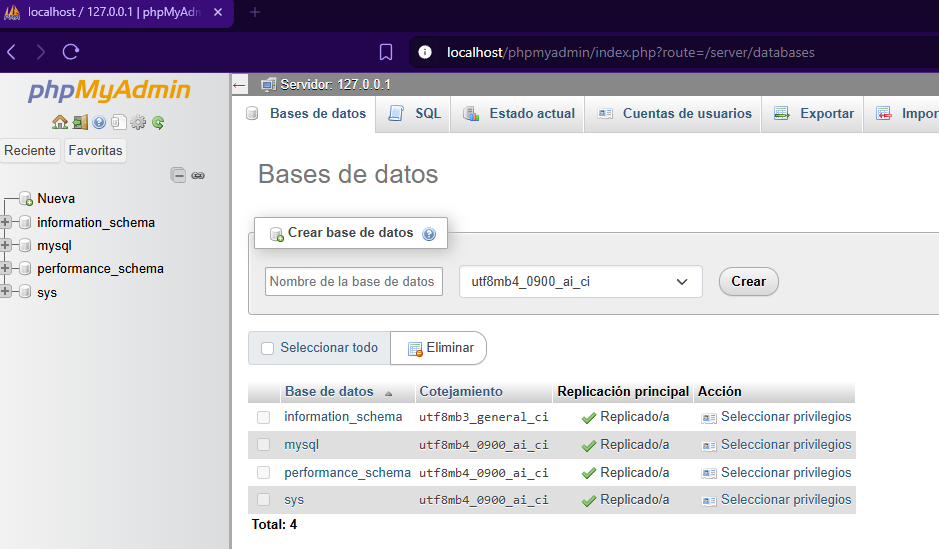 localhost / 127.0.0.1 | phpMyAdn
localhost/phpmyadmin/index.php?route=/server/databases
phpMyAdmin
Reciente Favoritas
Nueva
information_schema
mysql
performance_schema
sys
Servidor: 127.0.0.1
Bases de datos SQL Estado actual Cuentas de usuarios Exportar Impor
Bases de datos
Crear base de datos
Nombre de la base de datos utf8mb4_0900_ai_ci Crear
Seleccionar todo Eliminar
Base de datos Cotejamiento Replicación principal Acción
information_schema utf8mb3_general_ci Replicado/a Seleccionar privilegios
mysql utf8mb4_0900_ai_ci Replicado/a Seleccionar privilegios
performance_schema utf8mb4_0900_ai_ci Replicado/a Seleccionar privilegios
sys utf8mb4_0900_ai_ci Replicado/a Seleccionar privilegios
Total: 4